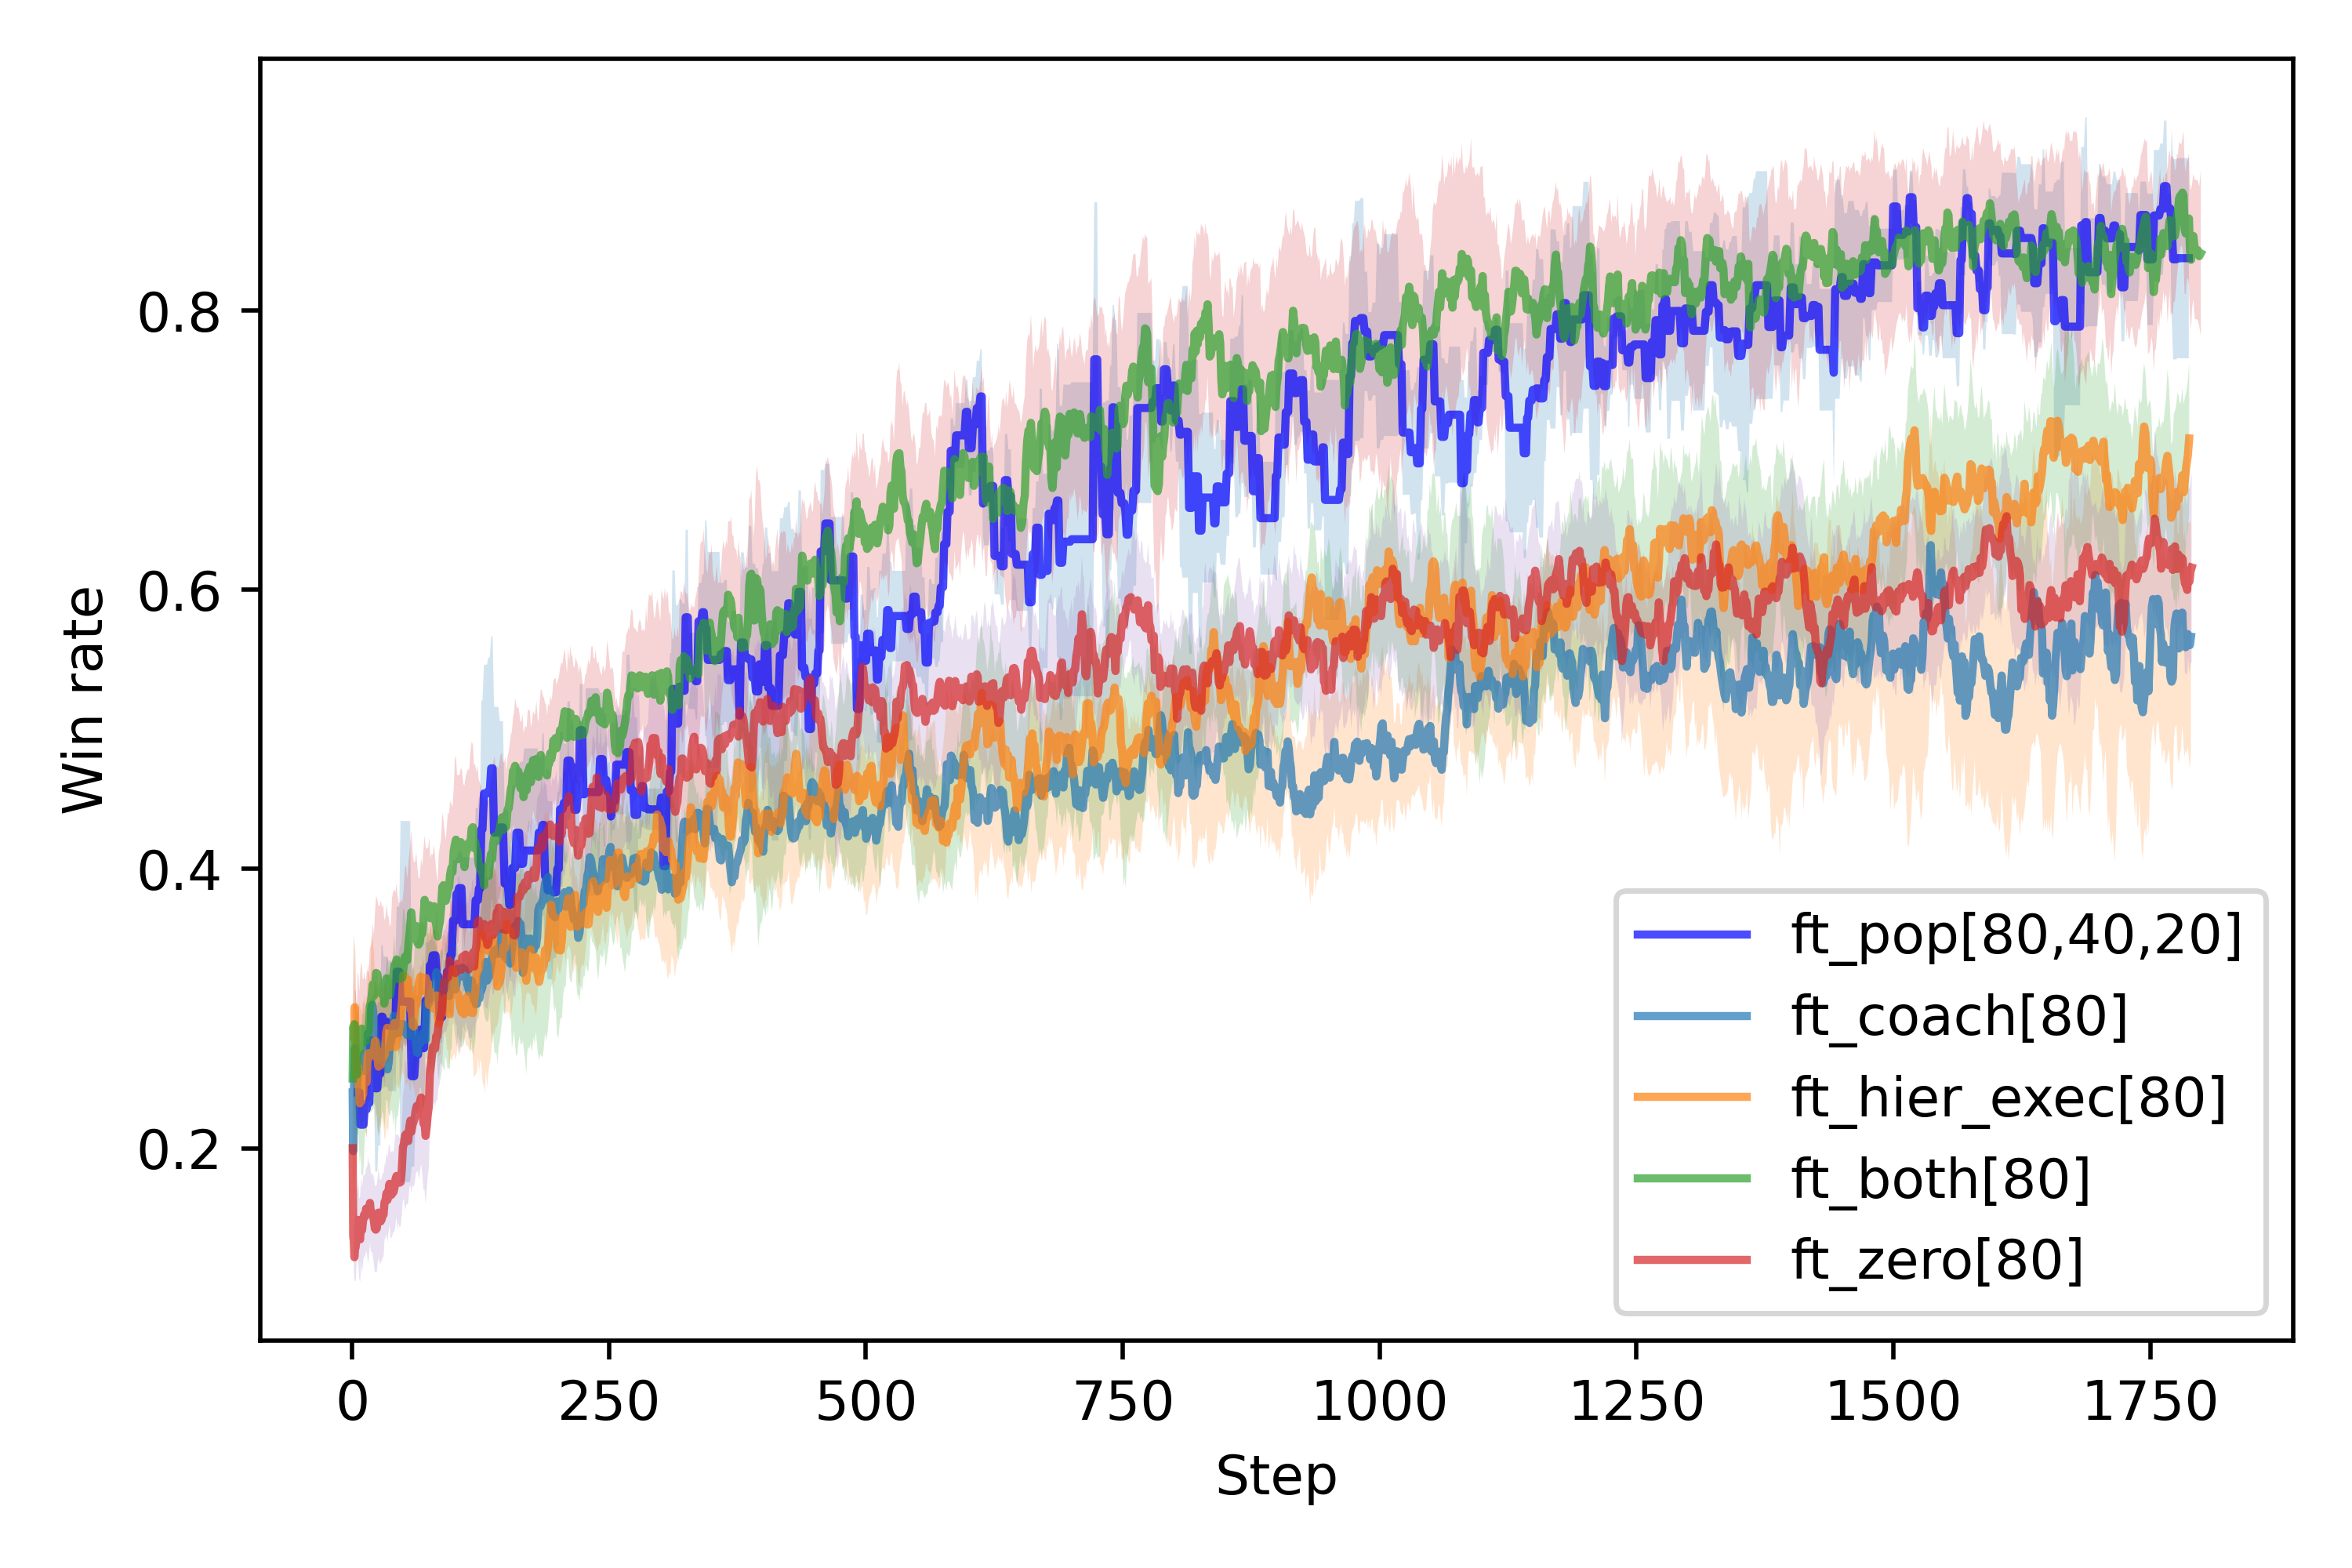 Win rate
0.8
0.6
0.4
0.2
0 250 500 750 1000 1250 1500 1750
Step
ft_pop[80,40,20]
ft_coach[80]
ft_hier_exec[80]
ft_both[80]
ft_zero[80]